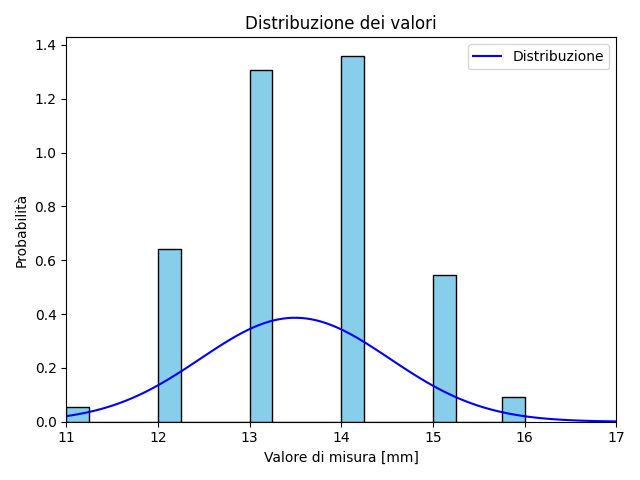 Distribuzione dei valori
Distribuzione
Probabilità
1.4
1.2
1.0
0.8
0.6
0.4
0.2
0.0
11 12 13 14 15 16 17
Valore di misura [mm]